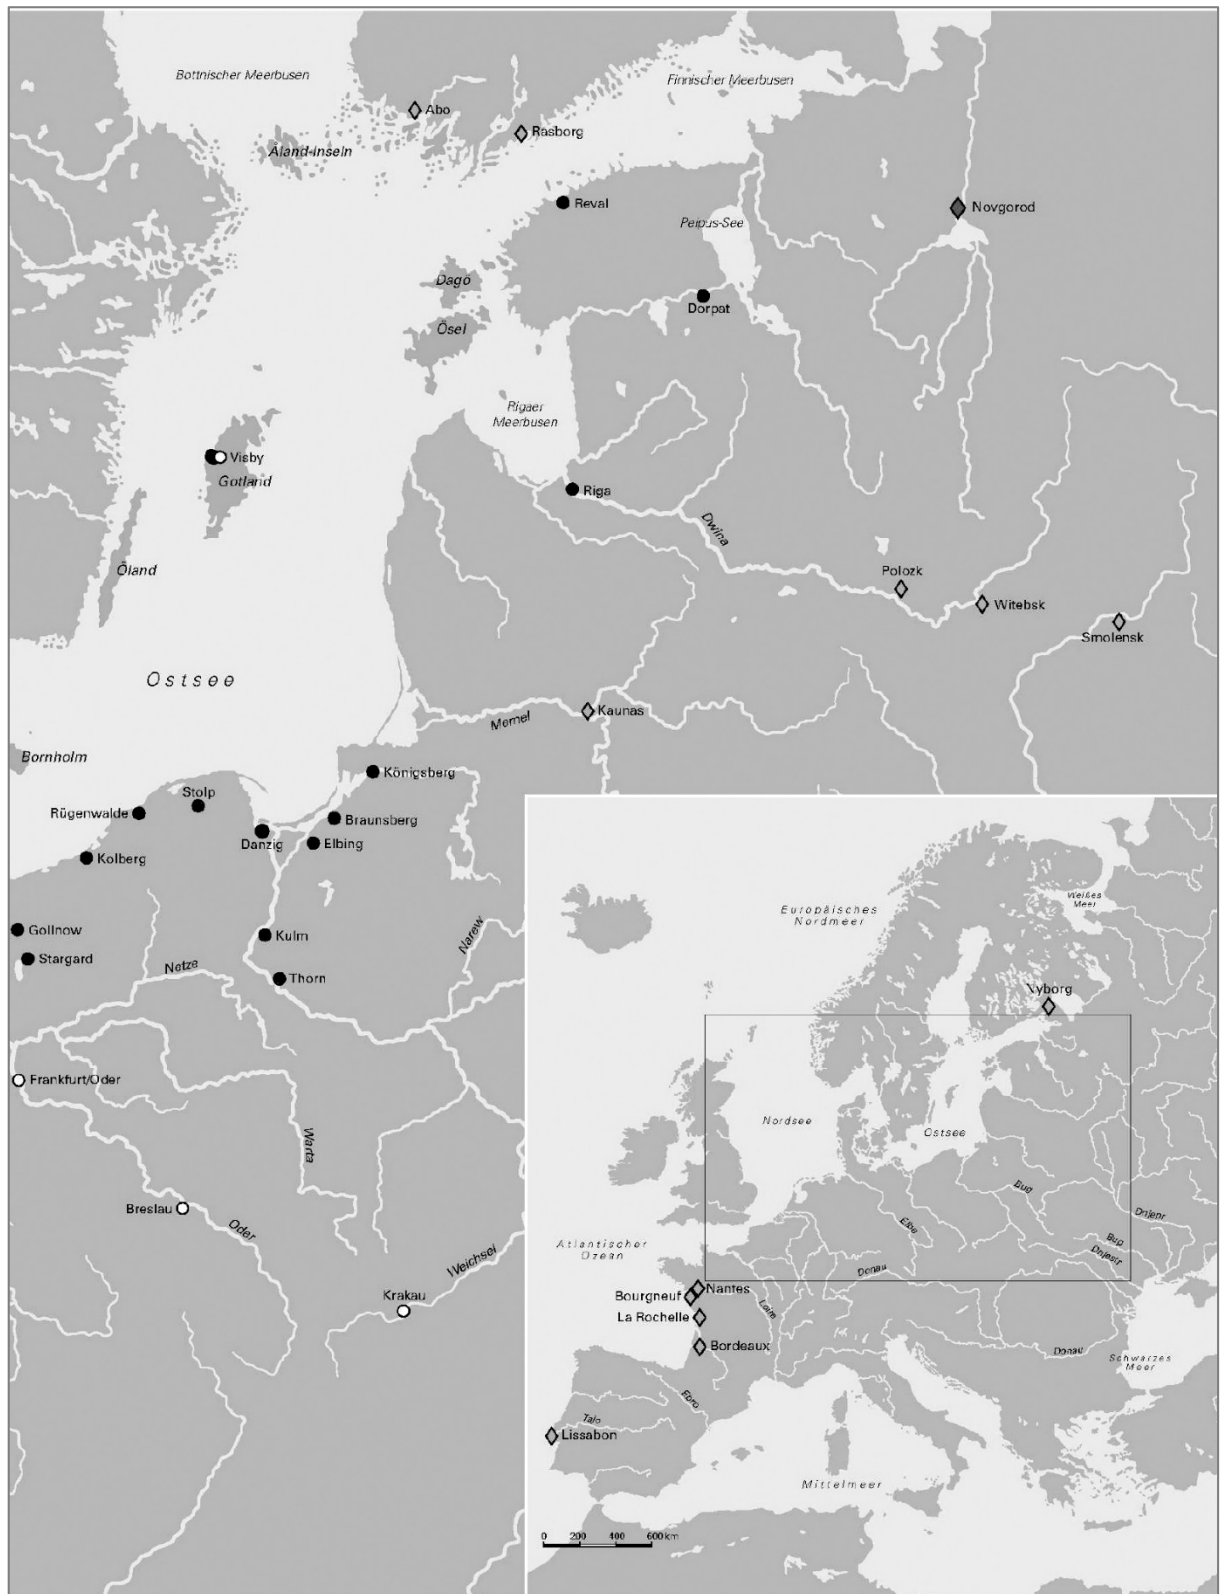 Bottnischer Meerbusen
Finnischer Meerbusen
Abo
Rasborg
Åland-Inseln
Reval
Peipus-See
Novgorod
Dagö
Dorpat
Ösel
Rigaer
Meerbusen
Visby
Gotland
Riga
Dwina
Öland
Polozk
Witebsk
Smolensk
Ostsee
Memel
Kaunas
Bornholm
Königsberg
Stolp
Rügenwalde
Braunsberg
Danzig
Elbing
Kolberg
Gollnow
Kulm
Narew
Stargard
Netze
Thorn
Frankfurt/Oder
Warta
Breslau
Oder
Weichsel
Krakau
Weißes
Meer
Europäisches
Nordmeer
Vyborg
Nordsee
Ostsee
Bug
Elbe
Dnjepr
Atlantischer
Ozean
Bug
Dnjestr
Donau
Nantes
Bourgneuf
Loire
La Rochelle
Bordeaux
Donau
Schwarzes
Meer
Ebro
Tajo
Lissabon
Mittelmeer
0 200 400 600km